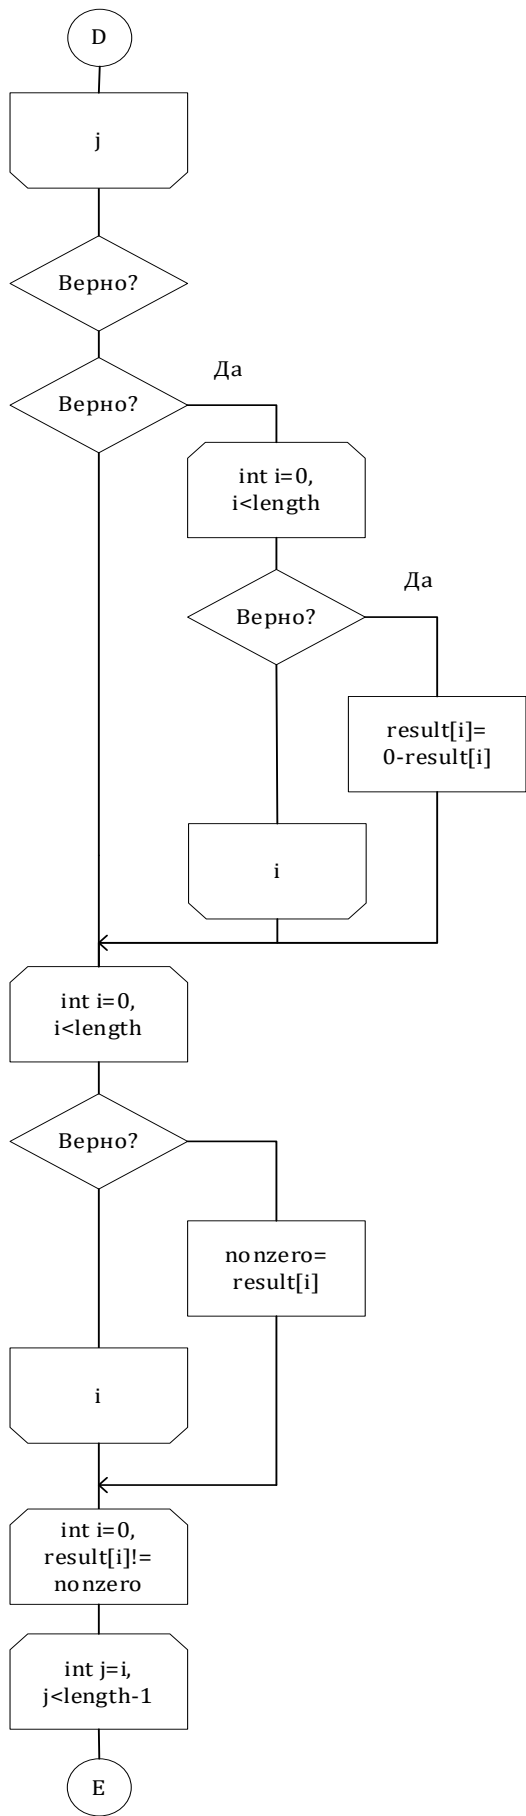 D
j
Верно?
Верно?
Да
int i=0,
i<length
Верно?
Да
result[i]=
0-result[i]
i
int i=0,
i<length
Верно?
nonzero=
result[i]
i
int i=0,
result[i]!=
nonzero
int j=i,
j<length-1
E